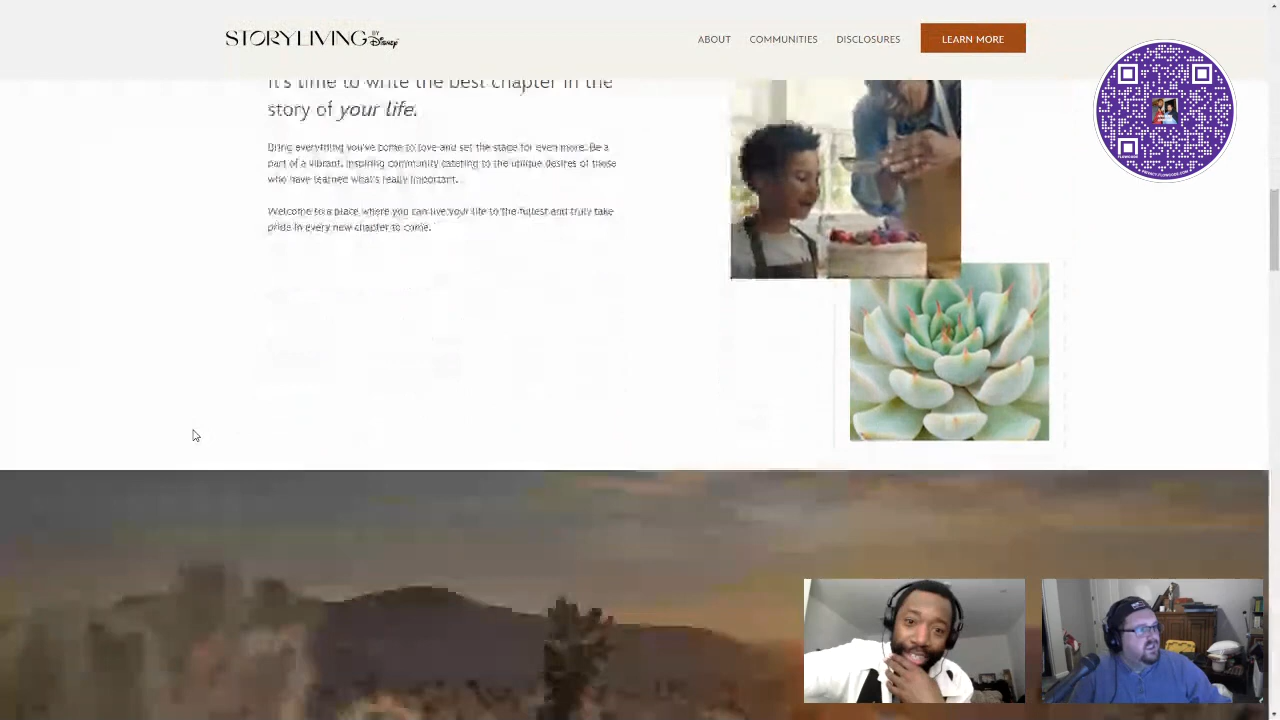 STORYLIVING BY Disney
ABOUT
COMMUNITIES
DISCLOSURES
LEARN MORE
It's time to write the best chapter in the
story of your life.
Bring everything you've come to love and set the stage for even more. Be a
part of a vibrant, inspiring community catering to the unique desires of those
who have learned what's really important.
Welcome to a place where you can live your life to the fullest and truly take
pride in every new chapter to come.
FLOWCODE
PRIVACY.FLOWCODE.COM